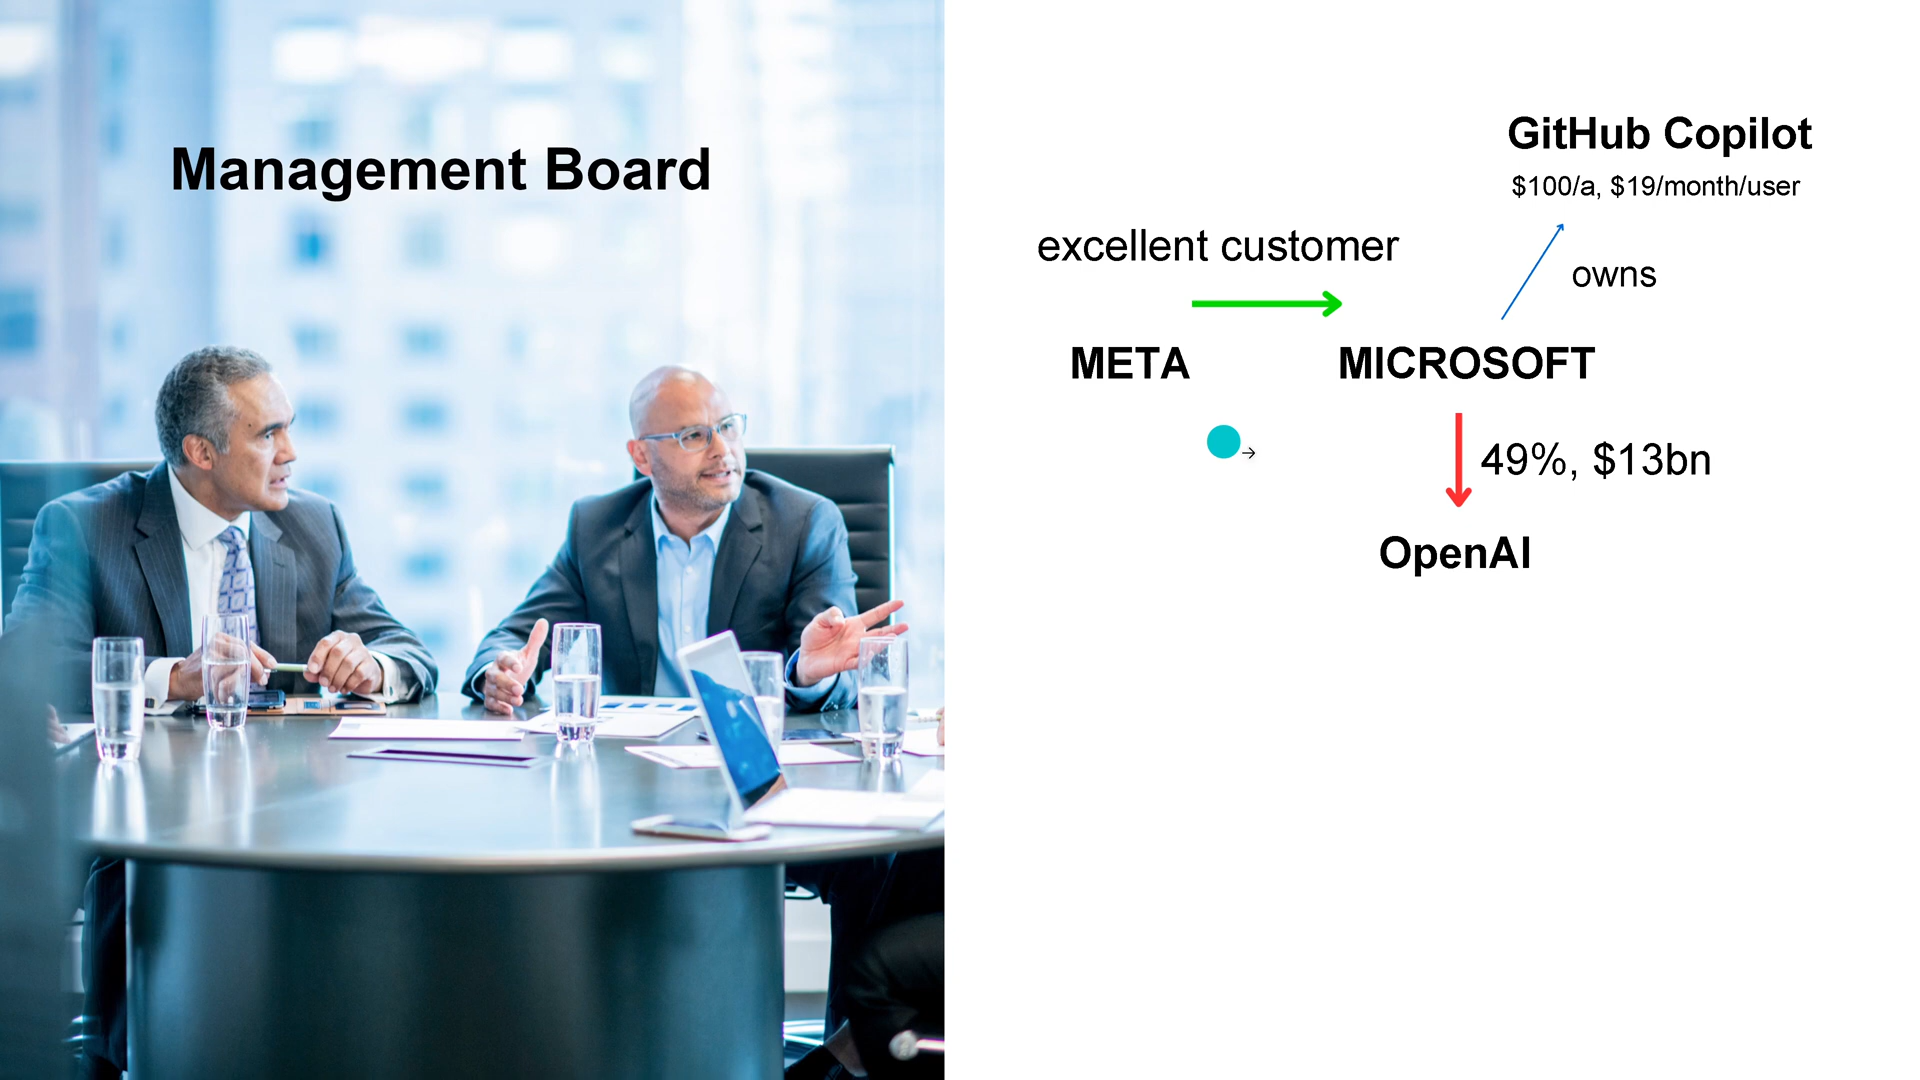 Management Board
GitHub Copilot
$100/a, $19/month/user
excellent customer
owns
META
MICROSOFT
49%, $13bn
OpenAI